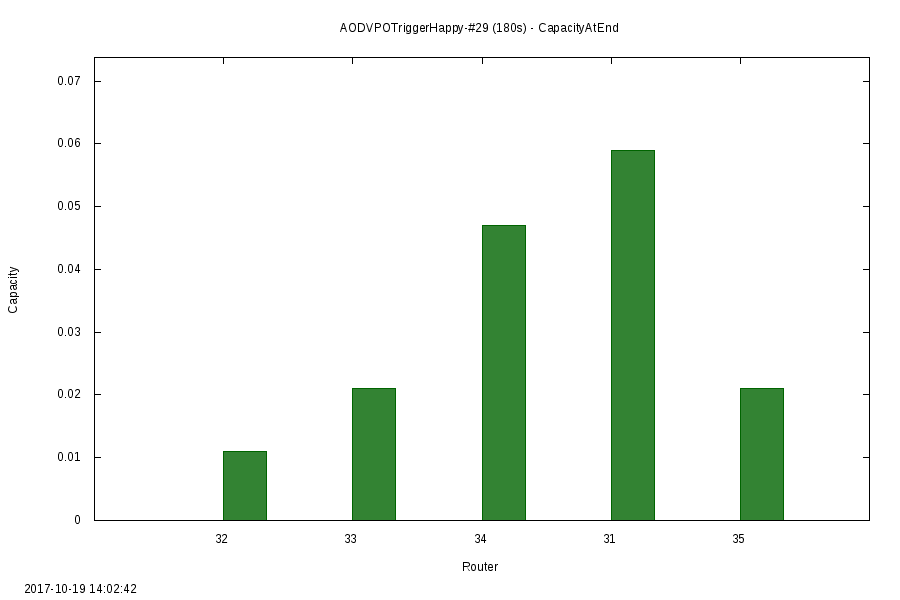 AODVPOTriggerHappy-#29 (180s) - CapacityAtEnd
0.07
0.06
0.05
0.04
0.03
0.02
0.01
0
Capacity
32 33 34 31 35
Router
2017-10-19 14:02:42